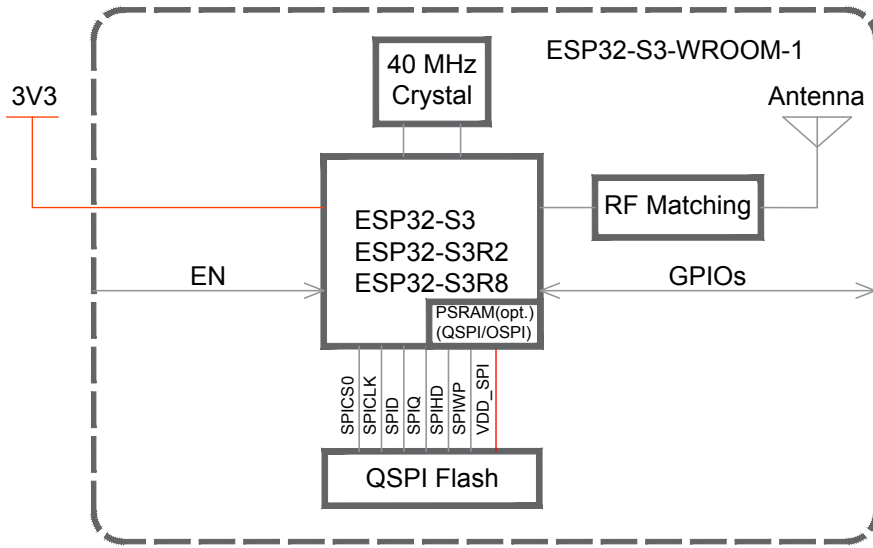 ESP32-S3-WROOM-1
40 MHz
Crystal
3V3
Antenna
RF Matching
ESP32-S3
ESP32-S3R2
ESP32-S3R8
EN
GPIOs
PSRAM(opt.)
(QSPI/OSPI)
SPICS0
SPICLK
SPID
SPIQ
SPIHD
SPIWP
VDD_SPI
QSPI Flash